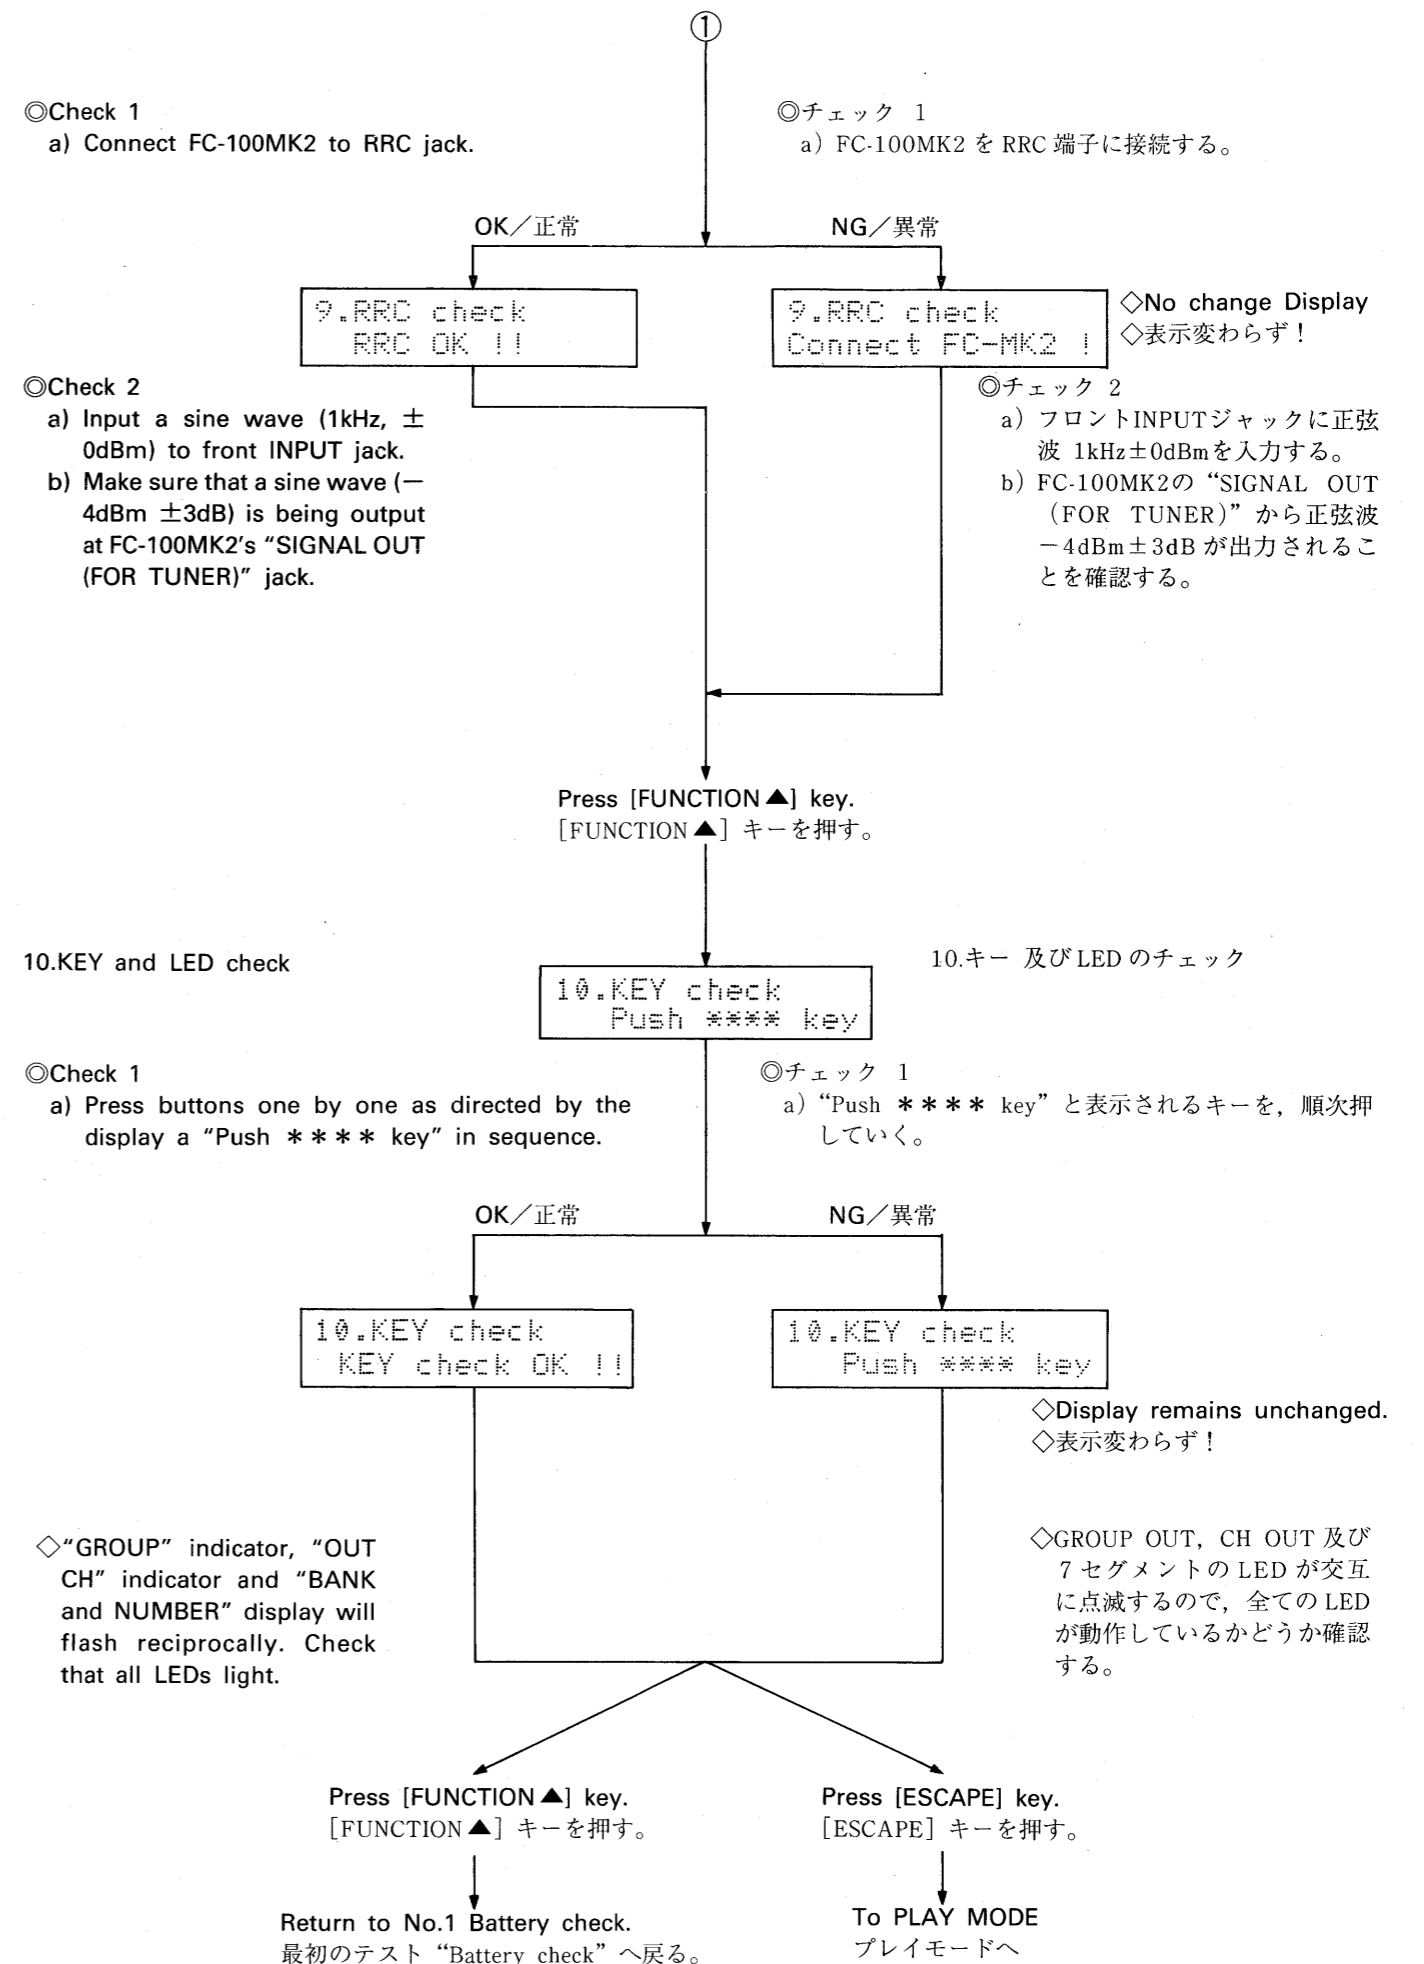 ①
◎Check 1
a) Connect FC-100MK2 to RRC jack.
◎チェック 1
a) FC-100MK2 を RRC 端子に接続する。
OK／正常
NG／異常
9.RRC check
RRC OK !!
9.RRC check
Connect FC-MK2 !
◇No change Display
◇表示変わらず！
◎Check 2
a) Input a sine wave (1kHz, ±
0dBm) to front INPUT jack.
b) Make sure that a sine wave (−
4dBm ±3dB) is being output
at FC-100MK2's “SIGNAL OUT
(FOR TUNER)” jack.
◎チェック 2
a) フロントINPUTジャックに正弦
波 1kHz±0dBmを入力する。
b) FC-100MK2の “SIGNAL OUT
(FOR TUNER)” から正弦波
−4dBm±3dB が出力されるこ
とを確認する。
Press [FUNCTION▲] key.
[FUNCTION▲] キーを押す。
10.KEY and LED check
10.キー 及び LED のチェック
10.KEY check
Push **** key
◎Check 1
a) Press buttons one by one as directed by the
display a “Push **** key” in sequence.
◎チェック 1
a) “Push **** key” と表示されるキーを，順次押
していく。
OK／正常
NG／異常
10.KEY check
KEY check OK !!
10.KEY check
Push **** key
◇Display remains unchanged.
◇表示変わらず！
◇“GROUP” indicator, “OUT
CH” indicator and “BANK
and NUMBER” display will
flash reciprocally. Check
that all LEDs light.
◇GROUP OUT，CH OUT 及び
7 セグメントの LED が交互
に点滅するので，全ての LED
が動作しているかどうか確認
する。
Press [FUNCTION▲] key.
[FUNCTION▲] キーを押す。
Press [ESCAPE] key.
[ESCAPE] キーを押す。
Return to No.1 Battery check.
最初のテスト “Battery check” へ戻る。
To PLAY MODE
プレイモードへ